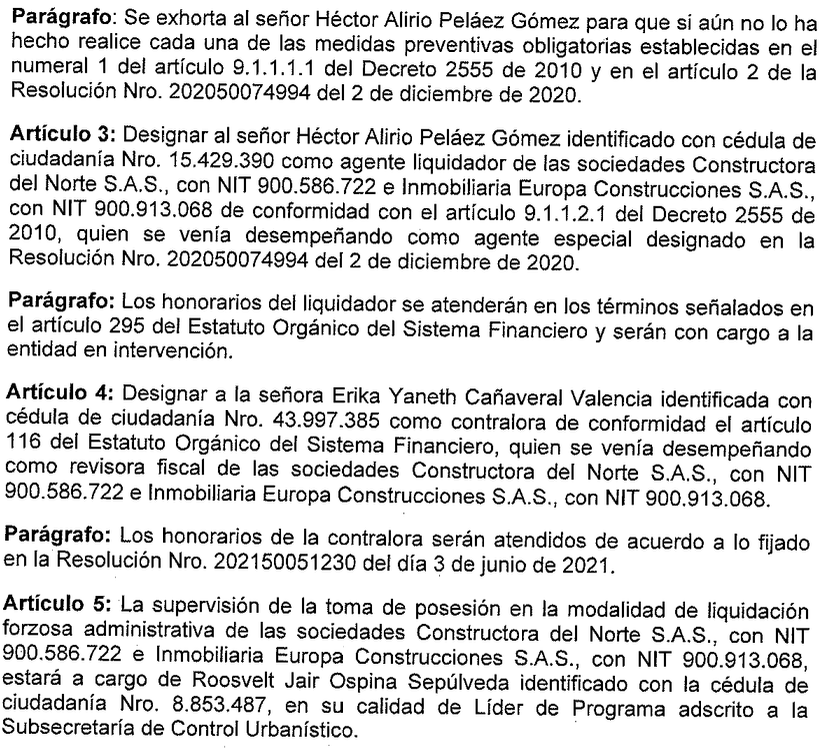 Parágrafo: Se exhorta al señor Héctor Alirio Peláez Gómez para que si aún no lo ha
hecho realice cada una de las medidas preventivas obligatorias establecidas en el
numeral 1 del artículo 9.1.1.1.1 del Decreto 2555 de 2010 y en el artículo 2 de la
Resolución Nro. 202050074994 del 2 de diciembre de 2020.
Artículo 3: Designar al señor Héctor Alirio Peláez Gómez identificado con cédula de
ciudadanía Nro. 15.429.390 como agente liquidador de las sociedades Constructora
del Norte S.A.S., con NIT 900.586.722 e Inmobiliaria Europa Construcciones S.A.S.,
con NIT 900.913.068 de conformidad con el artículo 9.1.1.2.1 del Decreto 2555 de
2010, quien se venía desempeñando como agente especial designado en la
Resolución Nro. 202050074994 del 2 de diciembre de 2020.
Parágrafo: Los honorarios del liquidador se atenderán en los términos señalados en
el artículo 295 del Estatuto Orgánico del Sistema Financiero y serán con cargo a la
entidad en intervención.
Artículo 4: Designar a la señora Erika Yaneth Cañaveral Valencia identificada con
cédula de ciudadanía Nro. 43.997.385 como contralora de conformidad el artículo
116 del Estatuto Orgánico del Sistema Financiero, quien se venía desempeñando
como revisora fiscal de las sociedades Constructora del Norte S.A.S., con NIT
900.586.722 e Inmobiliaria Europa Construcciones S.A.S., con NIT 900.913.068.
Parágrafo: Los honorarios de la contralora serán atendidos de acuerdo a lo fijado
en la Resolución Nro. 202150051230 del día 3 de junio de 2021.
Artículo 5: La supervisión de la toma de posesión en la modalidad de liquidación
forzosa administrativa de las sociedades Constructora del Norte S.A.S., con NIT
900.586.722 e Inmobiliaria Europa Construcciones S.A.S., con NIT 900.913.068,
estará a cargo de Roosvelt Jair Ospina Sepúlveda identificado con la cédula de
ciudadanía Nro. 8.853.487, en su calidad de Líder de Programa adscrito a la
Subsecretaría de Control Urbanístico.